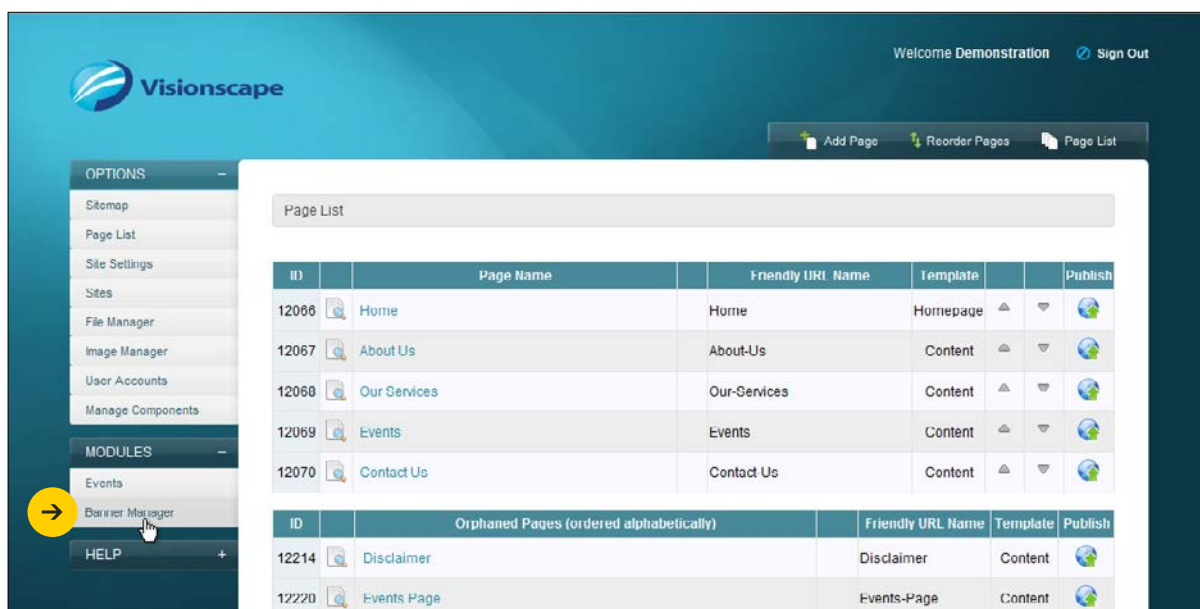 Welcome Demonstration Sign Out
Visionscape
Add Page Reorder Pages Page List
OPTIONS –
Sitemap
Page List
Site Settings
Sites
File Manager
Image Manager
User Accounts
Manage Components
MODULES –
Events
Banner Manager
HELP +
Page List
ID Page Name Friendly URL Name Template Publish
12066 Home Home Homepage
12067 About Us About-Us Content
12068 Our Services Our-Services Content
12069 Events Events Content
12070 Contact Us Contact Us Content
ID Orphaned Pages (ordered alphabetically) Friendly URL Name Template Publish
12214 Disclaimer Disclaimer Content
12220 Events Page Events-Page Content